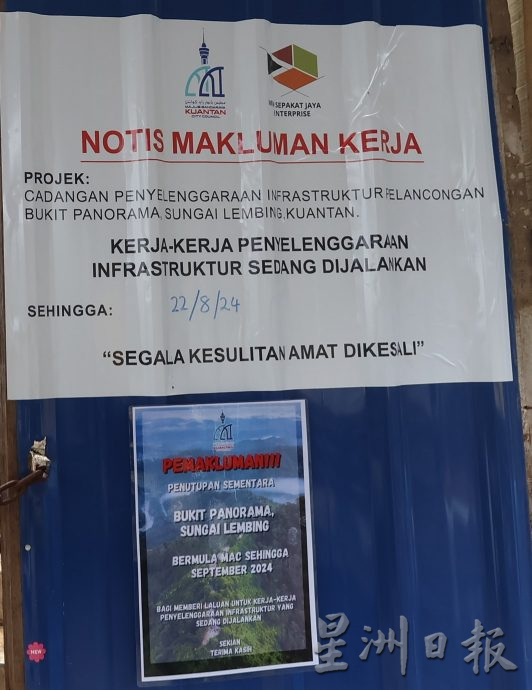 MAJLIS BANDARAYA
KUANTAN
CITY COUNCIL
SEPAKAT JAYA
ENTERPRISE
NOTIS MAKLUMAN KERJA
PROJEK:
CADANGAN PENYELENGGARAAN INFRASTRUKTUR PELANCONGAN
BUKIT PANORAMA, SUNGAI LEMBING, KUANTAN.
KERJA-KERJA PENYELENGGARAAN
INFRASTRUKTUR SEDANG DIJALANKAN
SEHINGGA: 22/8/24
“SEGALA KESULITAN AMAT DIKESALI”
PEMAKLUMAN!!!
PENUTUPAN SEMENTARA
BUKIT PANORAMA,
SUNGAI LEMBING
BERMULA MAC SEHINGGA
SEPTEMBER 2024
BAGI MEMBERI LALUAN UNTUK KERJA-KERJA
PENYELENGGARAAN INFRASTRUKTUR YANG
SEDANG DIJALANKAN
SEKIAN
TERIMA KASIH
NEW
星洲日报